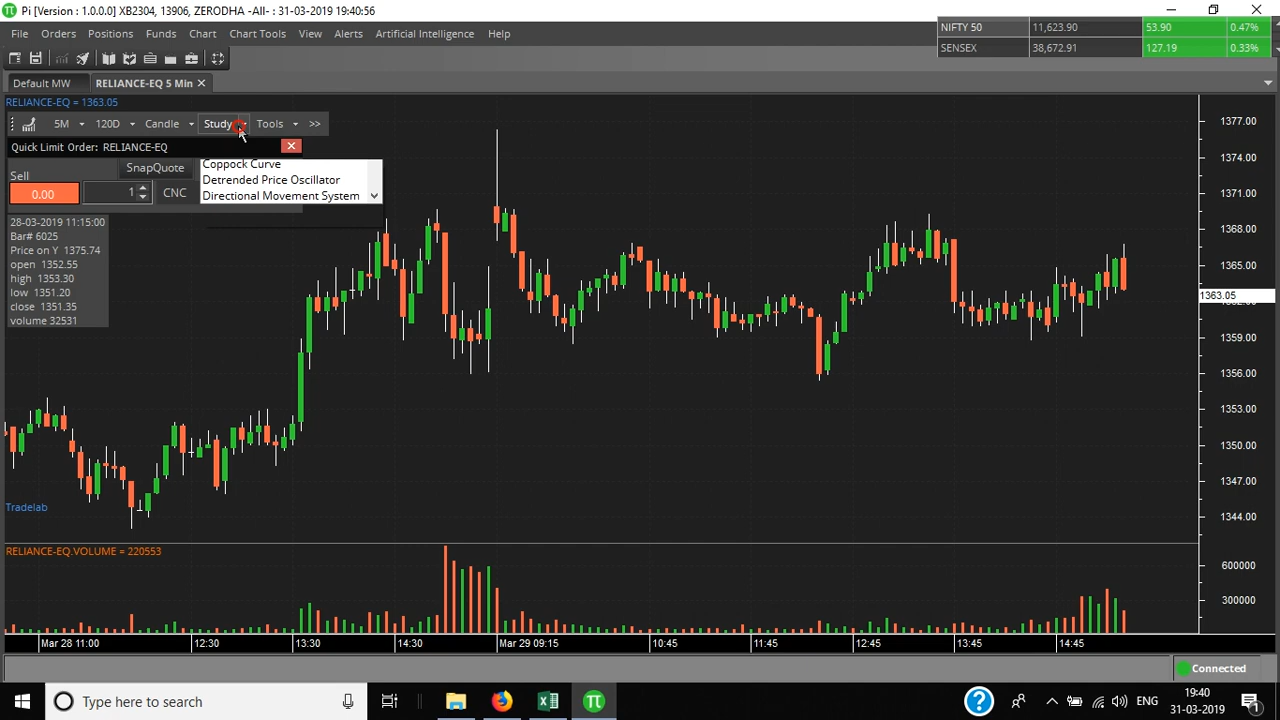 Pi [Version : 1.0.0.0] XB2304, 13906, ZERODHA -All- : 31-03-2019 19:40:56
File Orders Positions Funds Chart ChartTools View Alerts Artificial Intelligence Help
NIFTY 50 11,623.90 53.90 0.47%
SENSEX 38,672.91 127.19 0.33%
Default MW RELIANCE-EQ 5 Min
RELIANCE-EQ = 1363.05
5M 120D Candle Study Tools >>
Quick Limit Order: RELIANCE-EQ
Sell SnapQuote
0.00 1 CNC
Coppock Curve
Detrended Price Oscillator
Directional Movement System
28-03-2019 11:15:00
Bar# 6025
Price on Y 1375.74
open 1352.55
high 1353.30
low 1351.20
close 1351.35
volume 32531
1377.00
1374.00
1371.00
1368.00
1365.00
1363.05
1359.00
1356.00
1353.00
1350.00
1347.00
1344.00
Tradelab
RELIANCE-EQ.VOLUME = 220553
600000
300000
Mar 28 11:00 12:30 13:30 14:30 Mar 29 09:15 10:45 11:45 12:45 13:45 14:45
Connected
Type here to search
ENG
19:40
31-03-2019